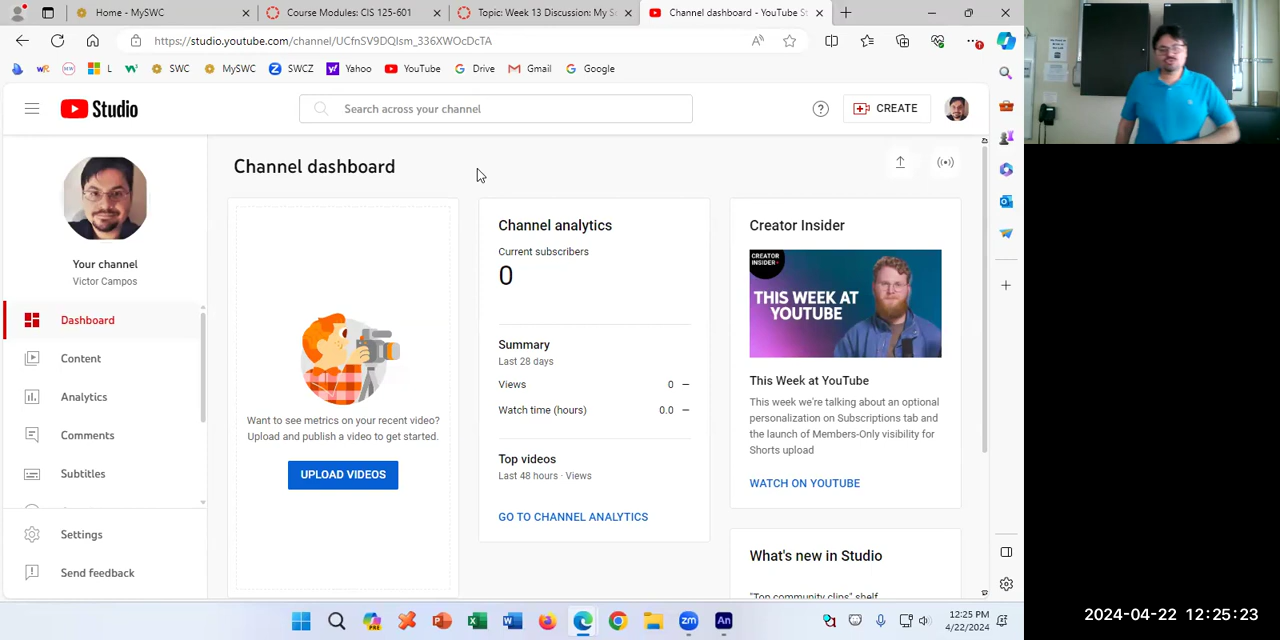 Home - MySWC
Course Modules: CIS 125-601
Topic: Week 13 Discussion: My S
Channel dashboard - YouTube St
https://studio.youtube.com/channel/UCfnSV9DQIsm_336XWOcDcTA
L
SWC
MySWC
SWCZ
Yahoo
YouTube
Drive
Gmail
Google
Studio
Search across your channel
CREATE
Your channel
Victor Campos
Dashboard
Content
Analytics
Comments
Subtitles
Settings
Send feedback
Channel dashboard
Want to see metrics on your recent video?
Upload and publish a video to get started.
UPLOAD VIDEOS
Channel analytics
Current subscribers
0
Summary
Last 28 days
Views 0 —
Watch time (hours) 0.0 —
Top videos
Last 48 hours · Views
GO TO CHANNEL ANALYTICS
Creator Insider
CREATOR
INSIDER
THIS WEEK AT
YOUTUBE
This Week at YouTube
This week we're talking about an optional
personalization on Subscriptions tab and
the launch of Members-Only visibility for
Shorts upload
WATCH ON YOUTUBE
What's new in Studio
"Top community clips" shelf
12:25 PM
4/22/2024
2024-04-22 12:25:23